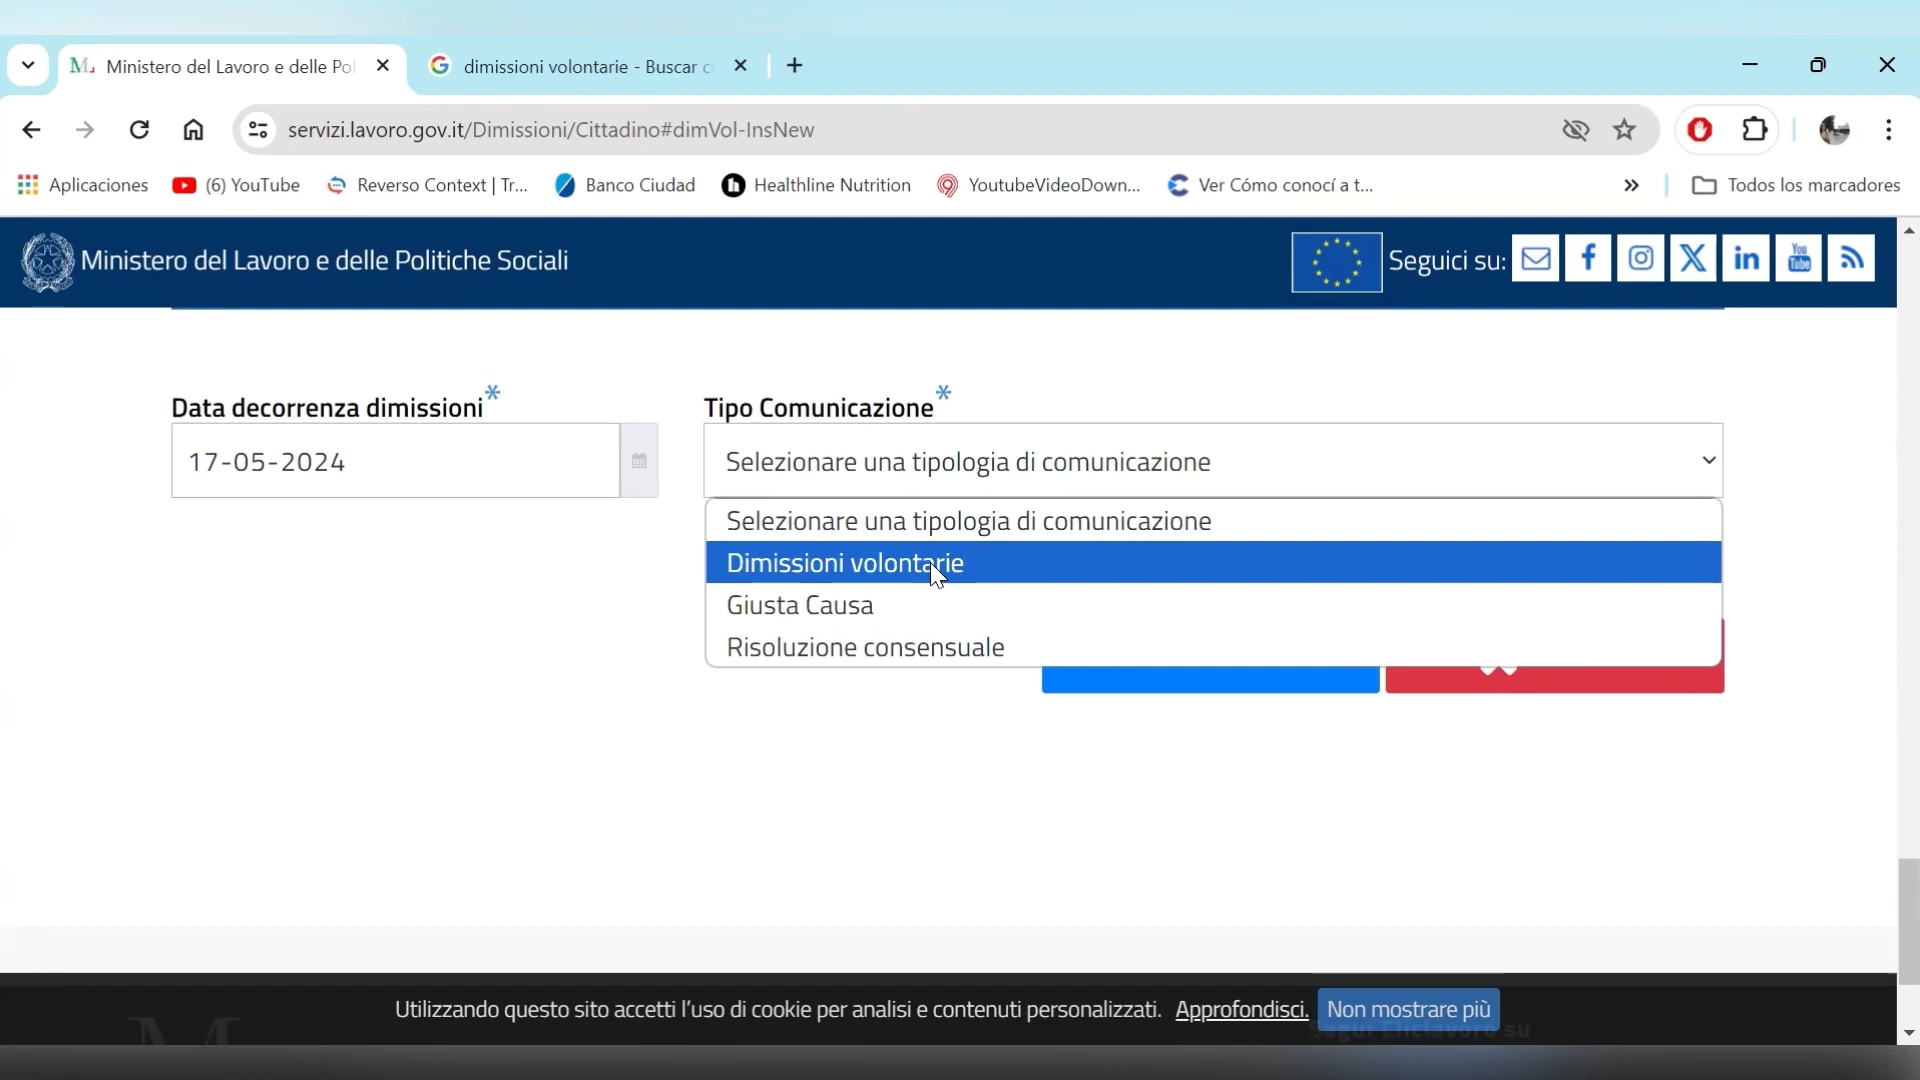 Ministero del Lavoro e delle Pol
dimissioni volontarie - Buscar c
servizi.lavoro.gov.it/Dimissioni/Cittadino#dimVol-InsNew
Aplicaciones
(6) YouTube
Reverso Context | Tr...
Banco Ciudad
Healthline Nutrition
YoutubeVideoDown...
Ver Cómo conocí a t...
Todos los marcadores
Ministero del Lavoro e delle Politiche Sociali
Seguici su:
You Tube
Data decorrenza dimissioni*
Tipo Comunicazione*
17-05-2024
Selezionare una tipologia di comunicazione
Selezionare una tipologia di comunicazione
Dimissioni volontarie
Giusta Causa
Risoluzione consensuale
Utilizzando questo sito accetti l'uso di cookie per analisi e contenuti personalizzati. Approfondisci. Non mostrare più